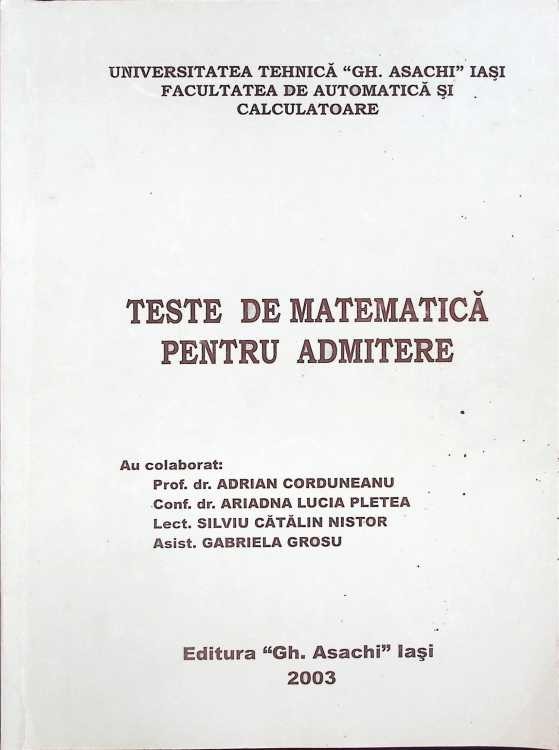 UNIVERSITATEA TEHNICĂ “GH. ASACHI” IAŞI
FACULTATEA DE AUTOMATICĂ ŞI
CALCULATOARE
TESTE DE MATEMATICĂ
PENTRU ADMITERE
Au colaborat:
Prof. dr. ADRIAN CORDUNEANU
Conf. dr. ARIADNA LUCIA PLETEA
Lect. SILVIU CĂTĂLIN NISTOR
Asist. GABRIELA GROSU
Editura “Gh. Asachi” Iaşi
2003